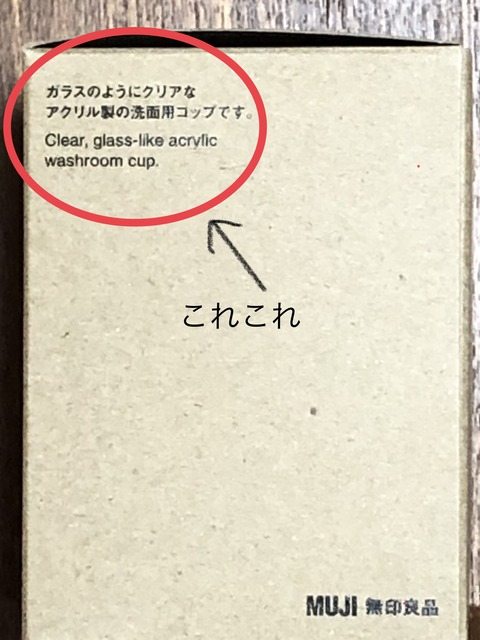 ガラスのようにクリアな
アクリル製の洗面用コップです。
Clear, glass-like acrylic
washroom cup.
これこれ
MUJI 無印良品